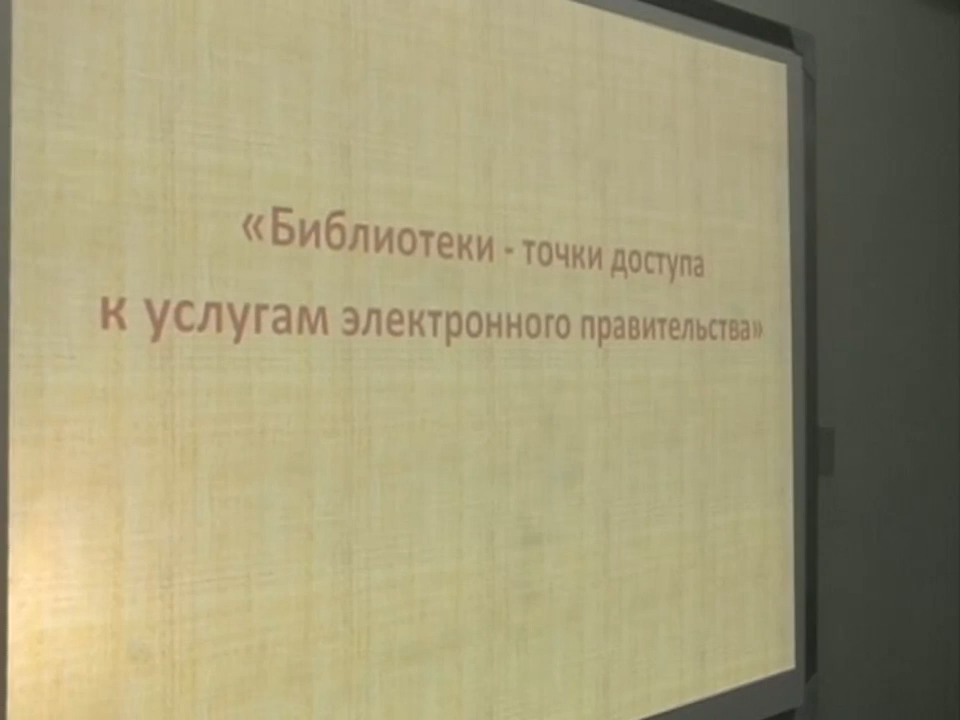 «Библиотеки - точки доступа
к услугам электронного правительства»